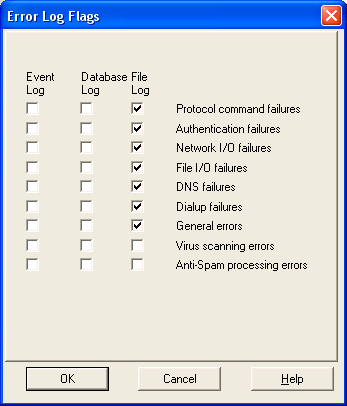 Error Log Flags
Event Log
Database Log
File Log
Protocol command failures
Authentication failures
Network I/O failures
File I/O failures
DNS failures
Dialup failures
General errors
Virus scanning errors
Anti-Spam processing errors
OK
Cancel
Help